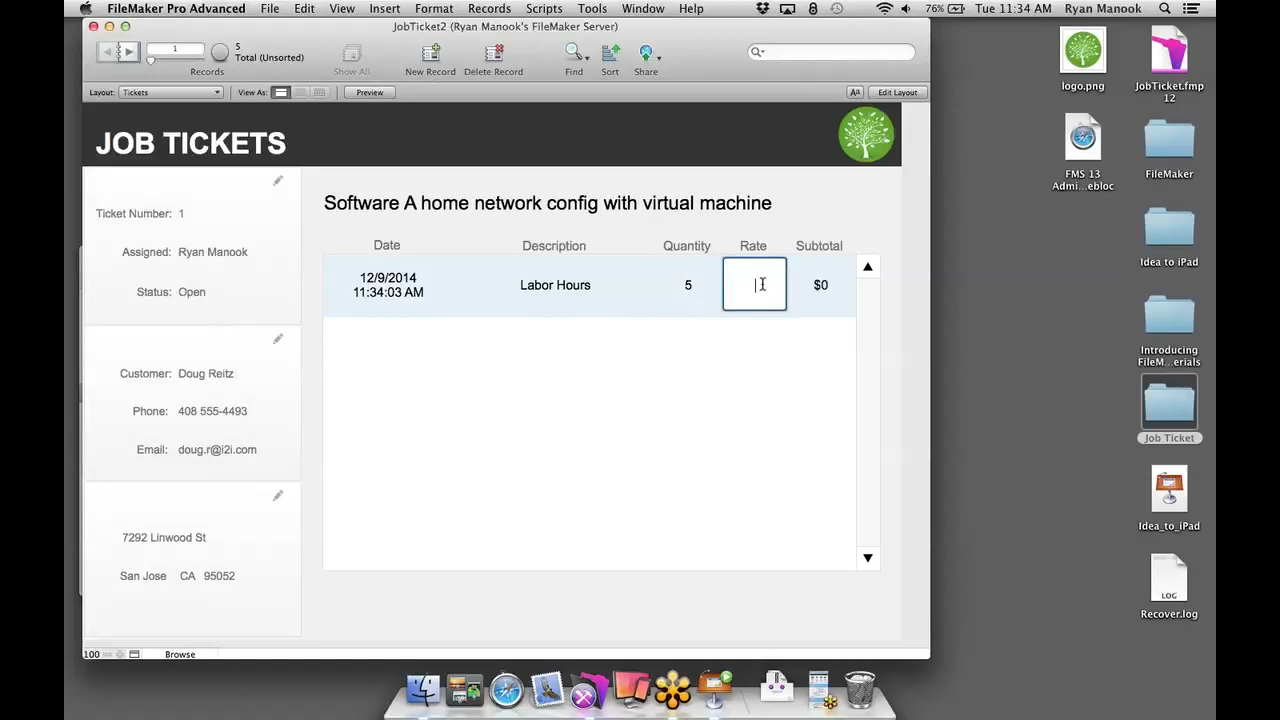 FileMaker Pro Advanced File Edit View Insert Format Records Scripts Tools Window Help 76% Tue 11:34 AM Ryan Manook
JobTicket2 (Ryan Manook's FileMaker Server)
1
5
Total (Unsorted)
Records
Show All
New Record
Delete Record
Find
Sort
Share
Layout: Tickets View As: Preview Aa Edit Layout
JOB TICKETS
Ticket Number: 1
Assigned: Ryan Manook
Status: Open
Customer: Doug Reitz
Phone: 408 555-4493
Email: doug.r@i2i.com
7292 Linwood St
San Jose CA 95052
Software A home network config with virtual machine
Date Description Quantity Rate Subtotal
12/9/2014
11:34:03 AM
Labor Hours 5 $0
100 Browse
logo.png
JobTicket.fmp
12
FMS 13
Admi...ebloc
FileMaker
Idea to iPad
Introducing
FileM...erials
Job Ticket
Idea_to_iPad
LOG
Recover.log